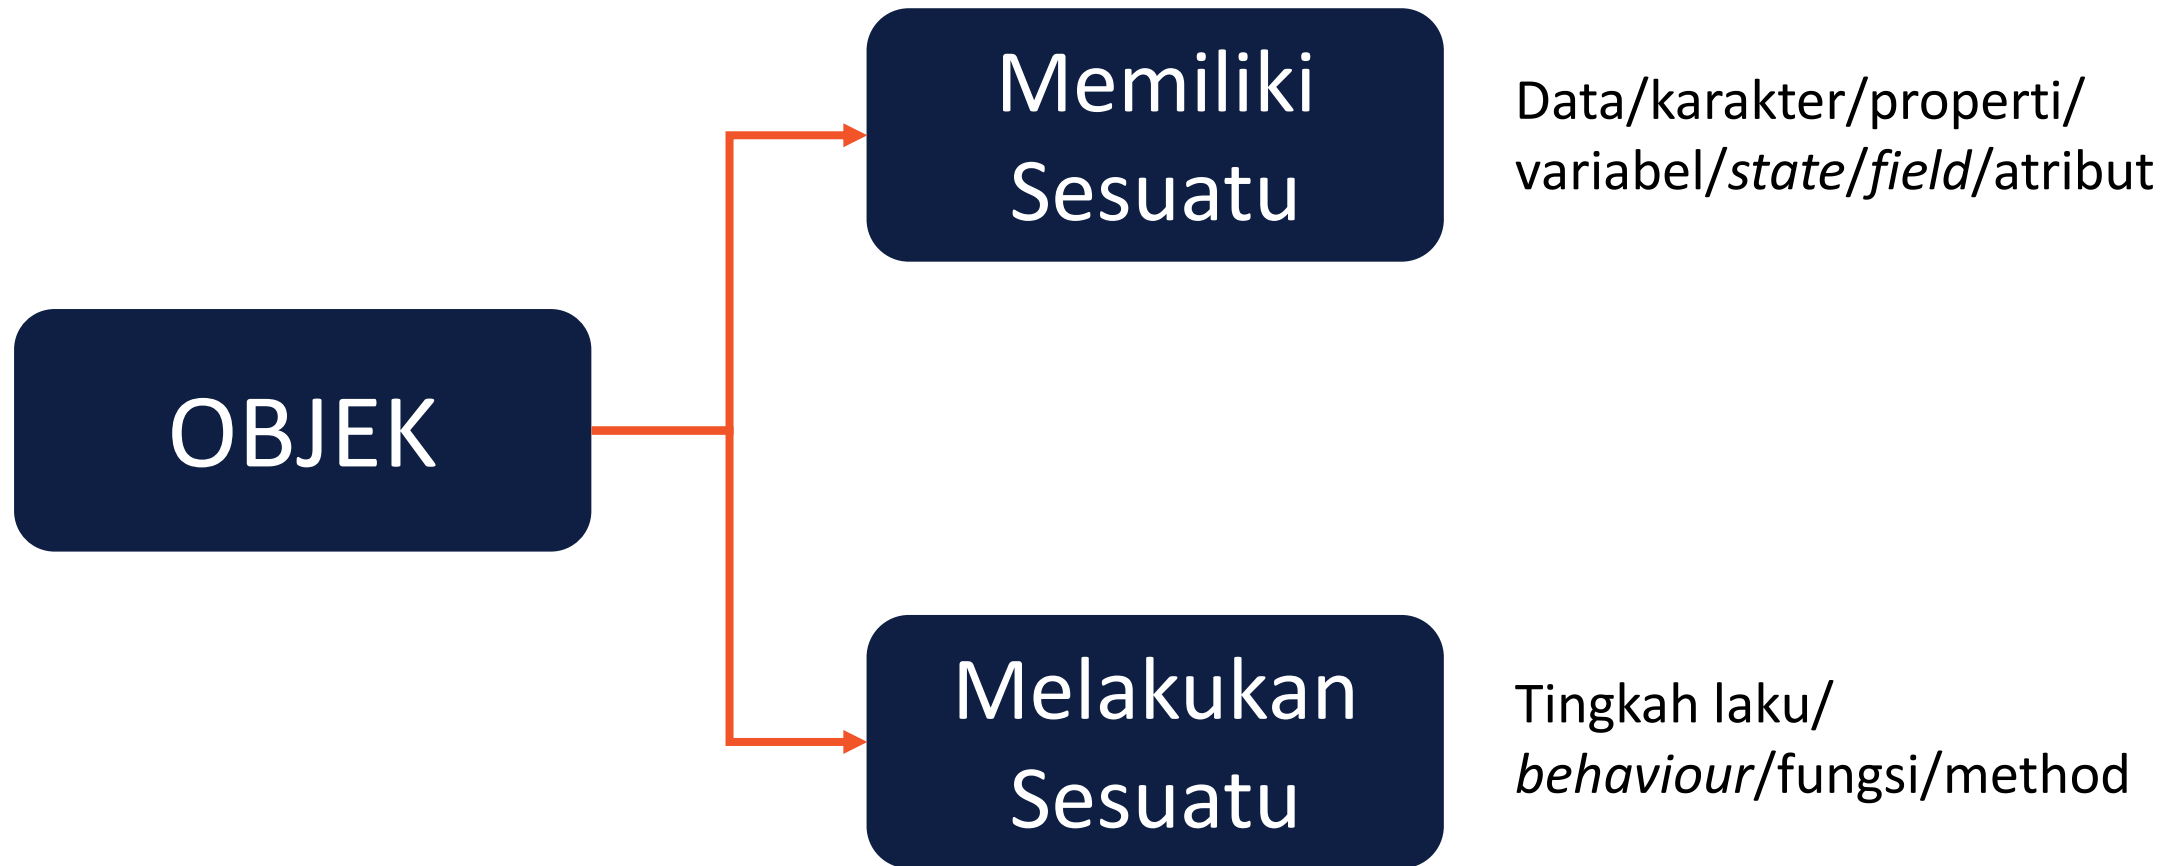 Memiliki
Sesuatu
Data/karakter/properti/
variabel/state/field/atribut
OBJEK
Melakukan
Sesuatu
Tingkah laku/
behaviour/fungsi/method